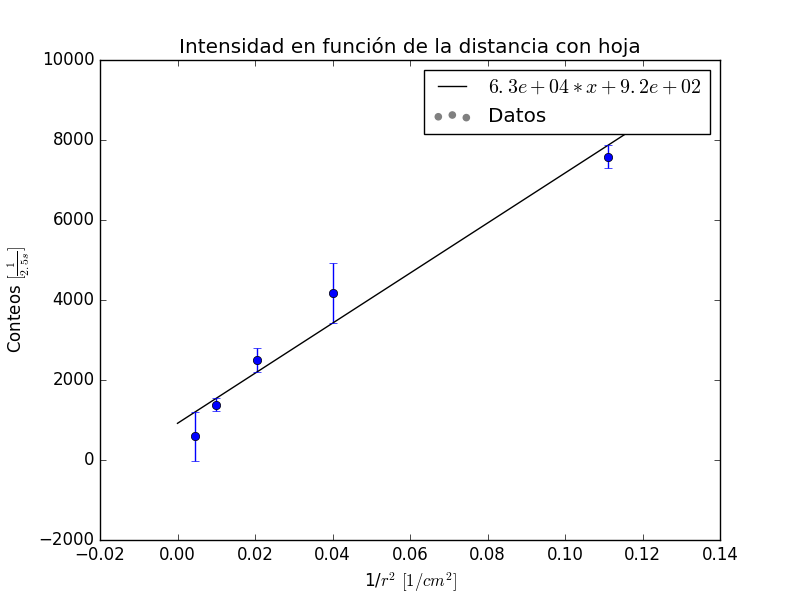 Intensidad en función de la distancia con hoja
6.3e+04∗x+9.2e+02
Datos
10000
8000
6000
4000
2000
0
−2000
Conteos [1/2.5s]
−0.02 0.00 0.02 0.04 0.06 0.08 0.10 0.12 0.14
1/r² [1/cm²]